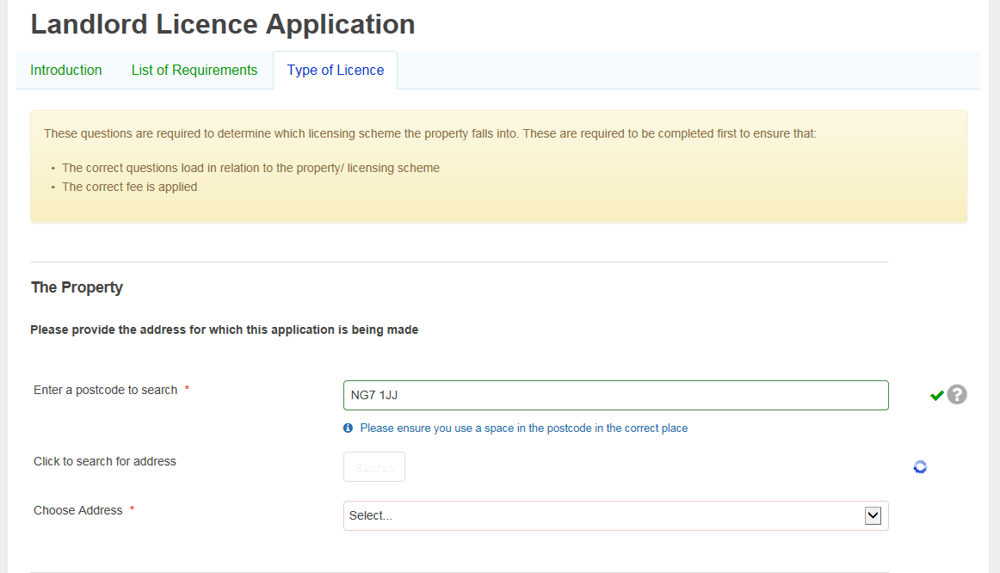 Landlord Licence Application
Introduction
List of Requirements
Type of Licence
These questions are required to determine which licensing scheme the property falls into. These are required to be completed first to ensure that:
• The correct questions load in relation to the property/ licensing scheme
• The correct fee is applied
The Property
Please provide the address for which this application is being made
Enter a postcode to search *
NG7 1JJ
Please ensure you use a space in the postcode in the correct place
Click to search for address
Search
Choose Address *
Select...